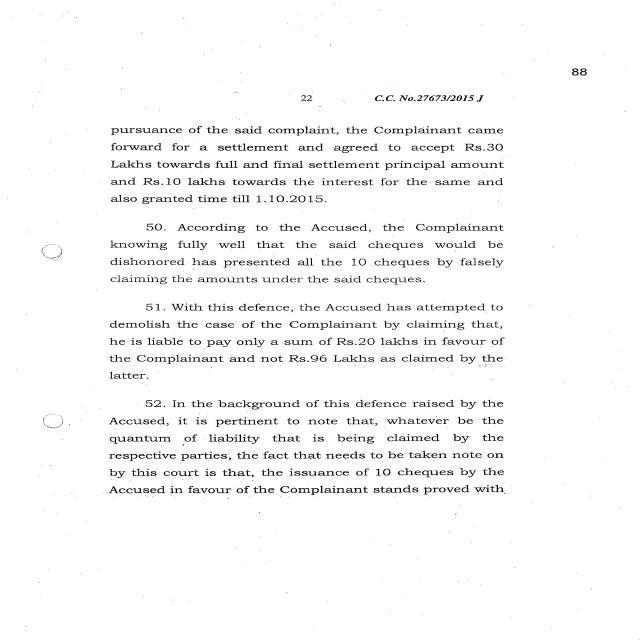 88
22 C.C. No.27673/2015 J
pursuance of the said complaint, the Complainant came
forward for a settlement and agreed to accept Rs.30
Lakhs towards full and final settlement principal amount
and Rs.10 lakhs towards the interest for the same and
also granted time till 1.10.2015.
50. According to the Accused, the Complainant
knowing fully well that the said cheques would be
dishonored has presented all the 10 cheques by falsely
claiming the amounts under the said cheques.
51. With this defence, the Accused has attempted to
demolish the case of the Complainant by claiming that,
he is liable to pay only a sum of Rs.20 lakhs in favour of
the Complainant and not Rs.96 Lakhs as claimed by the
latter.
52. In the background of this defence raised by the
Accused, it is pertinent to note that, whatever be the
quantum of liability that is being claimed by the
respective parties, the fact that needs to be taken note on
by this court is that, the issuance of 10 cheques by the
Accused in favour of the Complainant stands proved with